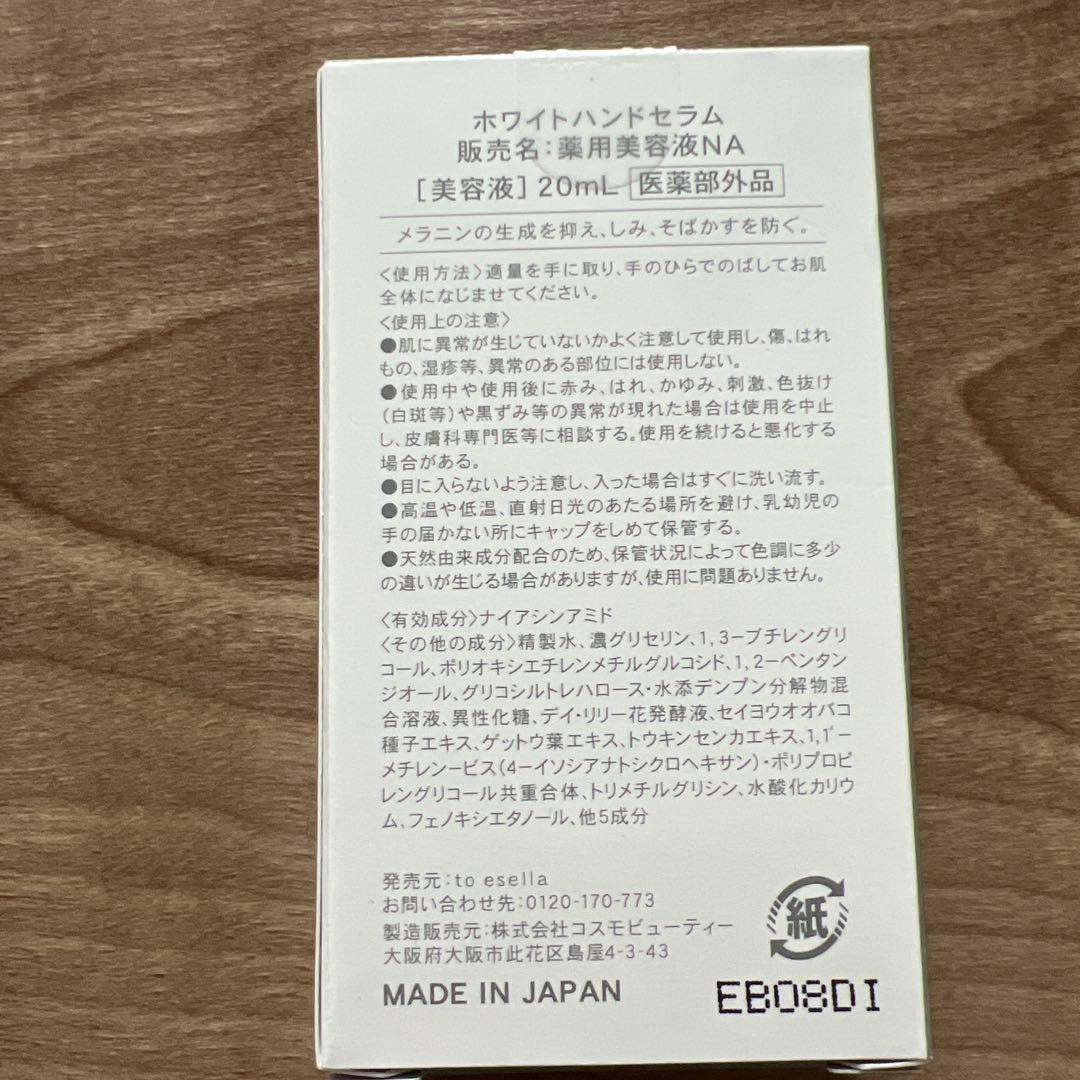 ホワイトハンドセラム
販売名:薬用美容液NA
[美容液] 20mL 医薬部外品
メラニンの生成を抑え、しみ、そばかすを防ぐ。
〈使用方法〉適量を手に取り、手のひらでのばしてお肌
全体になじませてください。
〈使用上の注意〉
●肌に異常が生じていないかよく注意して使用し、傷、はれ
もの、湿疹等、異常のある部位には使用しない。
●使用中や使用後に赤み、はれ、かゆみ、刺激、色抜け
(白斑等)や黒ずみ等の異常が現れた場合は使用を中止
し、皮膚科専門医等に相談する。使用を続けると悪化する
場合がある。
●目に入らないよう注意し、入った場合はすぐに洗い流す。
●高温や低温、直射日光のあたる場所を避け、乳幼児の
手の届かない所にキャップをしめて保管する。
●天然由来成分配合のため、保管状況によって色調に多少
の違いが生じる場合がありますが、使用に問題ありません。
〈有効成分〉ナイアシンアミド
〈その他の成分〉精製水、濃グリセリン、1,3−ブチレングリ
コール、ポリオキシエチレンメチルグルコシド、1,2−ペンタン
ジオール、グリコシルトレハロース・水添デンプン分解物混
合溶液、異性化糖、デイ・リリー花発酵液、セイヨウオオバコ
種子エキス、ゲットウ葉エキス、トウキンセンカエキス、1,1'−
メチレン−ビス(4−イソシアナトシクロヘキサン)・ポリプロピ
レングリコール共重合体、トリメチルグリシン、水酸化カリウ
ム、フェノキシエタノール、他5成分
発売元:to esella
お問い合わせ先:0120-170-773
製造販売元:株式会社コスモビューティー
大阪府大阪市此花区島屋4-3-43
紙
MADE IN JAPAN
EB08DI